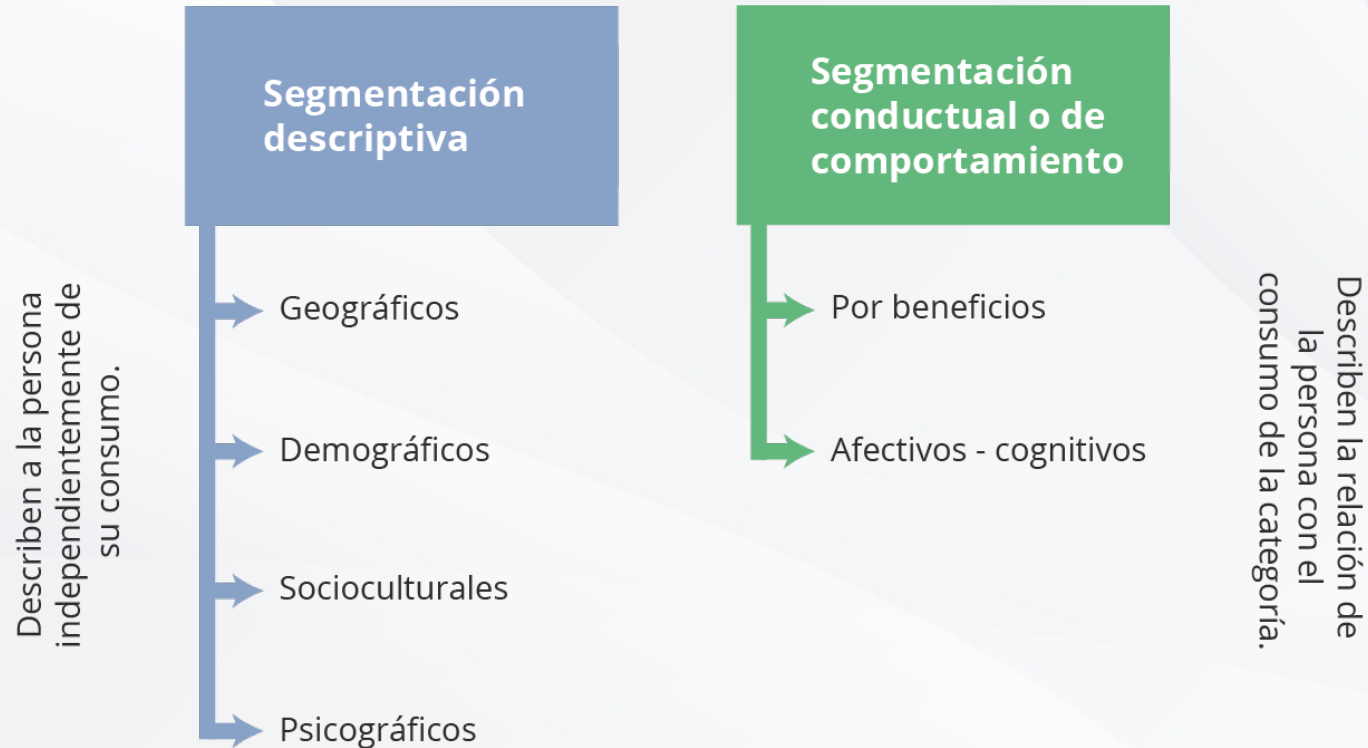 Segmentación
descriptiva
Geográficos
Demográficos
Socioculturales
Psicográficos
Describen a la persona
independientemente de
su consumo.
Segmentación
conductual o de
comportamiento
Por beneficios
Afectivos - cognitivos
Describen la relación de
la persona con el
consumo de la categoría.